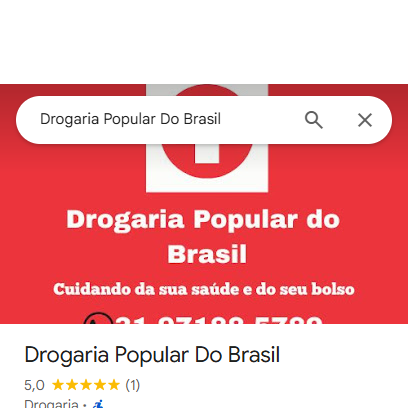 Drogaria Popular Do Brasil
Drogaria Popular do
Brasil
Cuidando da sua saúde e do seu bolso
Drogaria Popular Do Brasil
5,0 (1)
Drogaria ·